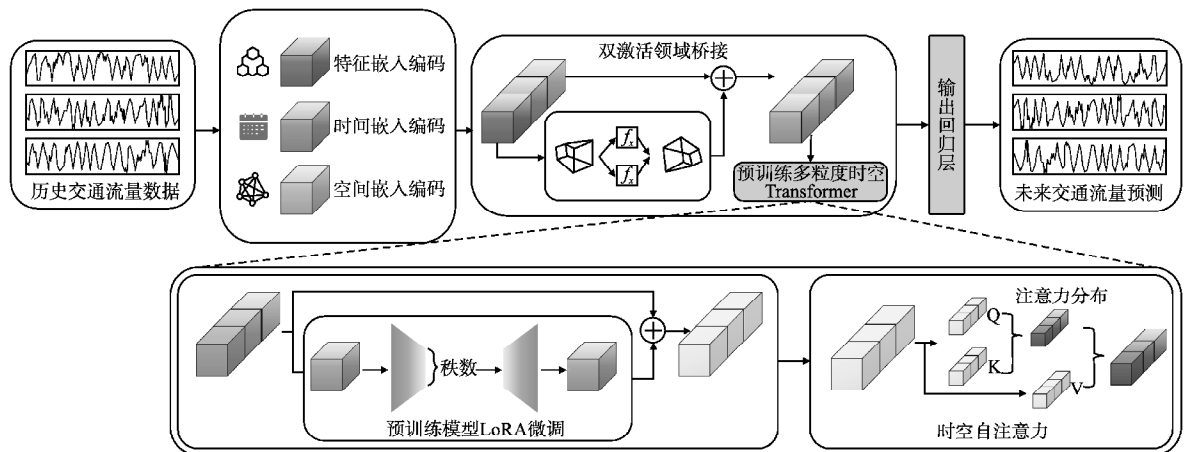 历史交通流量数据
特征嵌入编码
时间嵌入编码
空间嵌入编码
双激活领域桥接
fx
fx
预训练多粒度时空
Transformer
输出回归层
未来交通流量预测
秩数
预训练模型LoRA微调
注意力分布
Q
K
V
时空自注意力